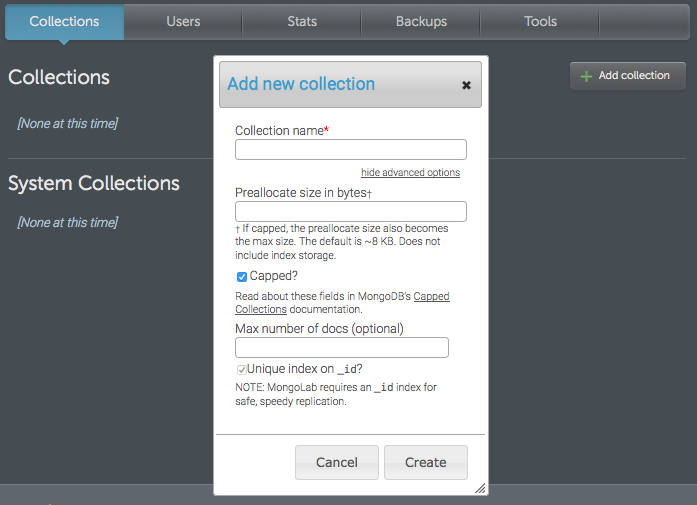 Collections Users Stats Backups Tools
Collections
+ Add collection
[None at this time]
System Collections
[None at this time]
Add new collection ×
Collection name*
hide advanced options
Preallocate size in bytes†
† If capped, the preallocate size also becomes
the max size. The default is ~8 KB. Does not
include index storage.
Capped?
Read about these fields in MongoDB's Capped
Collections documentation.
Max number of docs (optional)
Unique index on _id?
NOTE: MongoLab requires an _id index for
safe, speedy replication.
Cancel Create